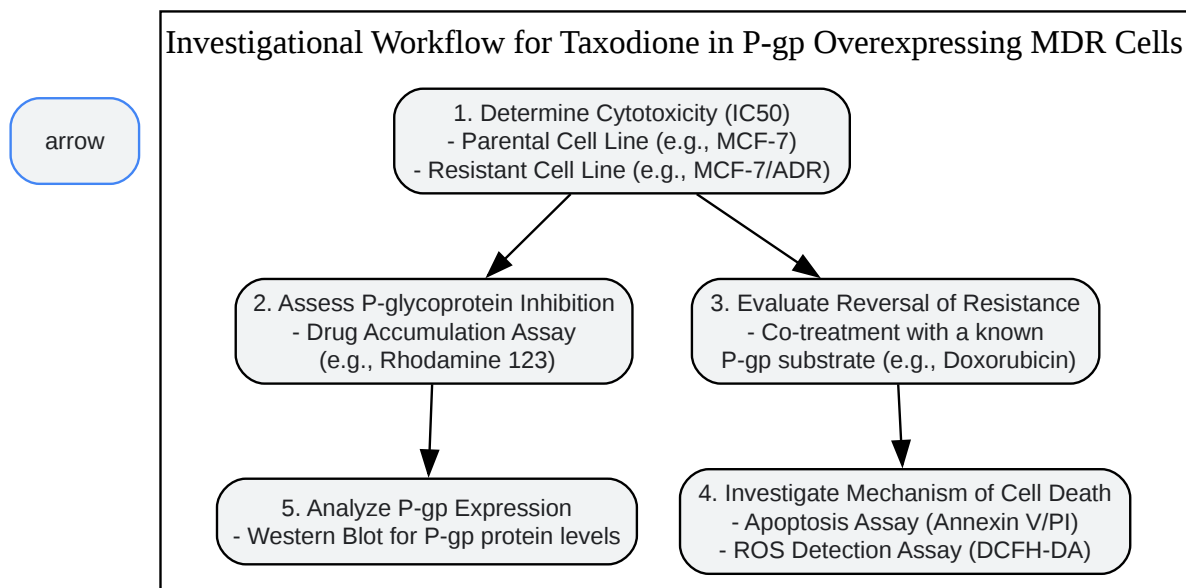 Investigational Workflow for Taxodione in P-gp Overexpressing MDR Cells
arrow
1. Determine Cytotoxicity (IC50)
- Parental Cell Line (e.g., MCF-7)
- Resistant Cell Line (e.g., MCF-7/ADR)
2. Assess P-glycoprotein Inhibition
- Drug Accumulation Assay
(e.g., Rhodamine 123)
3. Evaluate Reversal of Resistance
- Co-treatment with a known
P-gp substrate (e.g., Doxorubicin)
5. Analyze P-gp Expression
- Western Blot for P-gp protein levels
4. Investigate Mechanism of Cell Death
- Apoptosis Assay (Annexin V/PI)
- ROS Detection Assay (DCFH-DA)